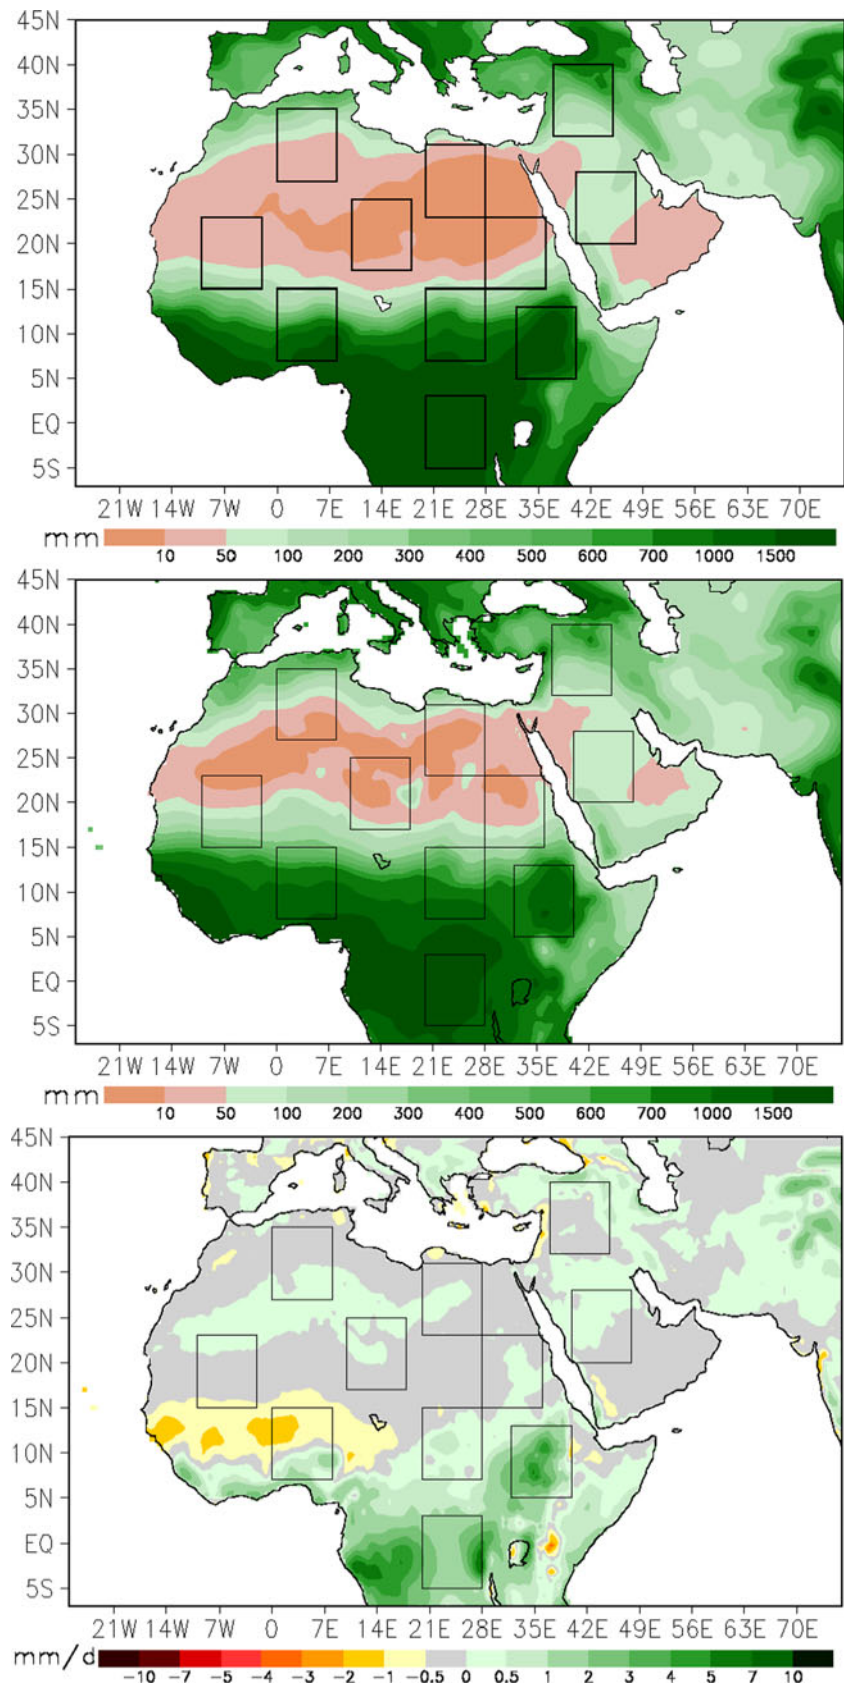 45N
40N
35N
30N
25N
20N
15N
10N
5N
EQ
5S
21W 14W 7W 0 7E 14E 21E 28E 35E 42E 49E 56E 63E 70E
mm
10 50 100 200 300 400 500 600 700 1000 1500
45N
40N
35N
30N
25N
20N
15N
10N
5N
EQ
5S
21W 14W 7W 0 7E 14E 21E 28E 35E 42E 49E 56E 63E 70E
mm
10 50 100 200 300 400 500 600 700 1000 1500
45N
40N
35N
30N
25N
20N
15N
10N
5N
EQ
5S
21W 14W 7W 0 7E 14E 21E 28E 35E 42E 49E 56E 63E 70E
mm/d
-10 -7 -5 -4 -3 -2 -1 -0.5 0 0.5 1 2 3 5 7 10